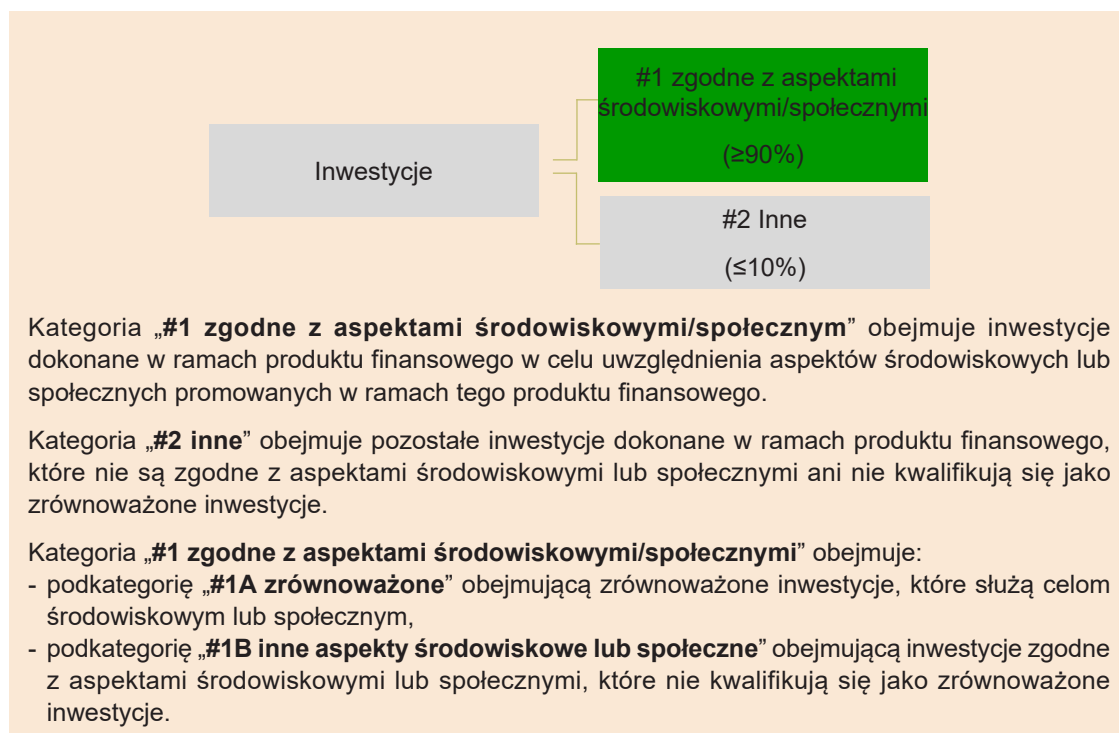 #1 zgodne z aspektami
środowiskowymi/społecznymi
(≥90%)
Inwestycje
#2 Inne
(≤10%)
Kategoria „#1 zgodne z aspektami środowiskowymi/społecznym” obejmuje inwestycje
dokonane w ramach produktu finansowego w celu uwzględnienia aspektów środowiskowych lub
społecznych promowanych w ramach tego produktu finansowego.
Kategoria „#2 inne” obejmuje pozostałe inwestycje dokonane w ramach produktu finansowego,
które nie są zgodne z aspektami środowiskowymi lub społecznymi ani nie kwalifikują się jako
zrównoważone inwestycje.
Kategoria „#1 zgodne z aspektami środowiskowymi/społecznymi” obejmuje:
- podkategorię „#1A zrównoważone” obejmującą zrównoważone inwestycje, które służą celom
środowiskowym lub społecznym,
- podkategorię „#1B inne aspekty środowiskowe lub społeczne” obejmującą inwestycje zgodne
z aspektami środowiskowymi lub społecznymi, które nie kwalifikują się jako zrównoważone
inwestycje.